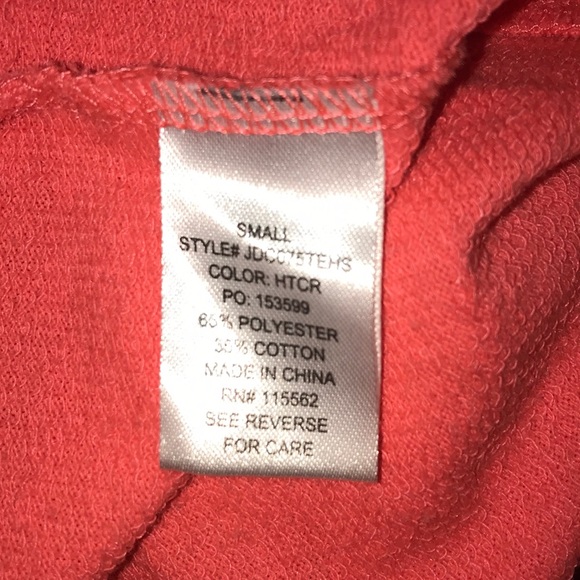 SMALL
STYLE# JDC075TEHS
COLOR: HTCR
PO: 153599
65% POLYESTER
35% COTTON
MADE IN CHINA
RN# 115562
SEE REVERSE
FOR CARE